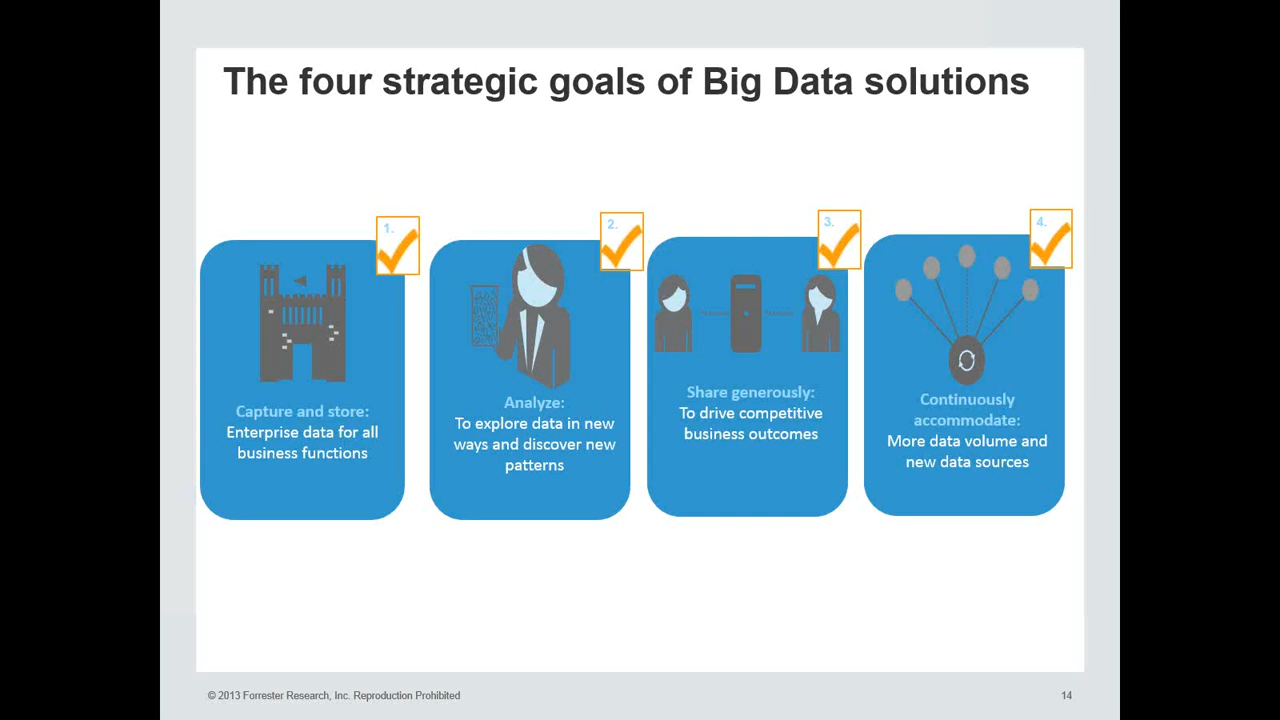 The four strategic goals of Big Data solutions
1.
Capture and store:
Enterprise data for all
business functions
2.
Analyze:
To explore data in new
ways and discover new
patterns
3.
Share generously:
To drive competitive
business outcomes
4.
Continuously
accommodate:
More data volume and
new data sources
© 2013 Forrester Research, Inc. Reproduction Prohibited
14